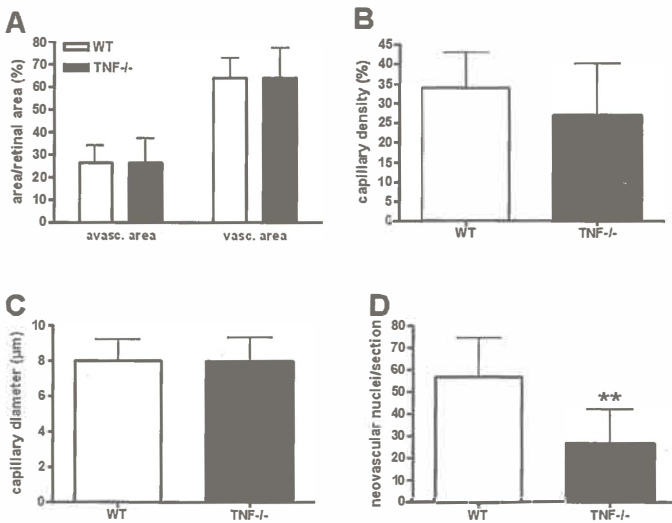 A
area/retinal area (%)
80
70
60
50
40
30
20
10
0
WT
TNF-/-
avasc. area
vasc. area
B
capillary density (%)
45
40
35
30
25
20
15
10
5
0
WT
TNF-/-
C
capillary diameter (µm)
10
8
6
4
2
0
WT
TNF-/-
D
neovascular nuclei/section
80
70
60
50
40
30
20
10
0
**
WT
TNF-/-